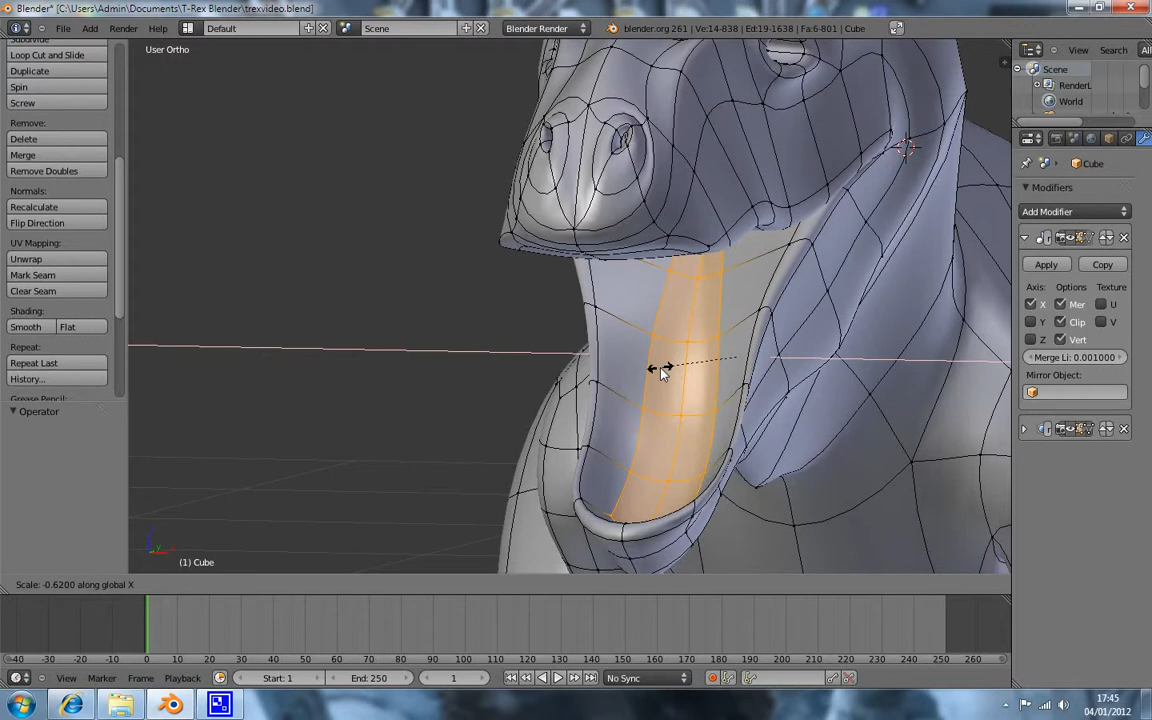 Blender* [C:\Users\Admin\Documents\T-Rex Blender\trexvideo.blend]
File Add Render Help Default Scene Blender Render blender.org 261 | Ve:14-838 | Ed:19-1638 | Fa:6-801 | Cube
User Ortho
View Search All
Loop Cut and Slide
Duplicate
Spin
Screw
Remove:
Delete
Merge
Remove Doubles
Normals:
Recalculate
Flip Direction
UV Mapping:
Unwrap
Mark Seam
Clear Seam
Shading:
Smooth Flat
Repeat:
Repeat Last
History...
Operator
Scene
RenderL
World
Cube
Modifiers
Add Modifier
Apply Copy
Axis: Options Texture
X Mer U
Y Clip V
Z Vert
Merge Li: 0.001000
Mirror Object:
(1) Cube
Scale: -0.6200 along global X
-40 -30 -20 -10 0 10 20 30 40 50 60 70 80 90 100 110 120 130 140 150 160 170 180 190 200 210 220 230 240 250 260
View Marker Frame Playback Start: 1 End: 250 1 No Sync
17:45
04/01/2012